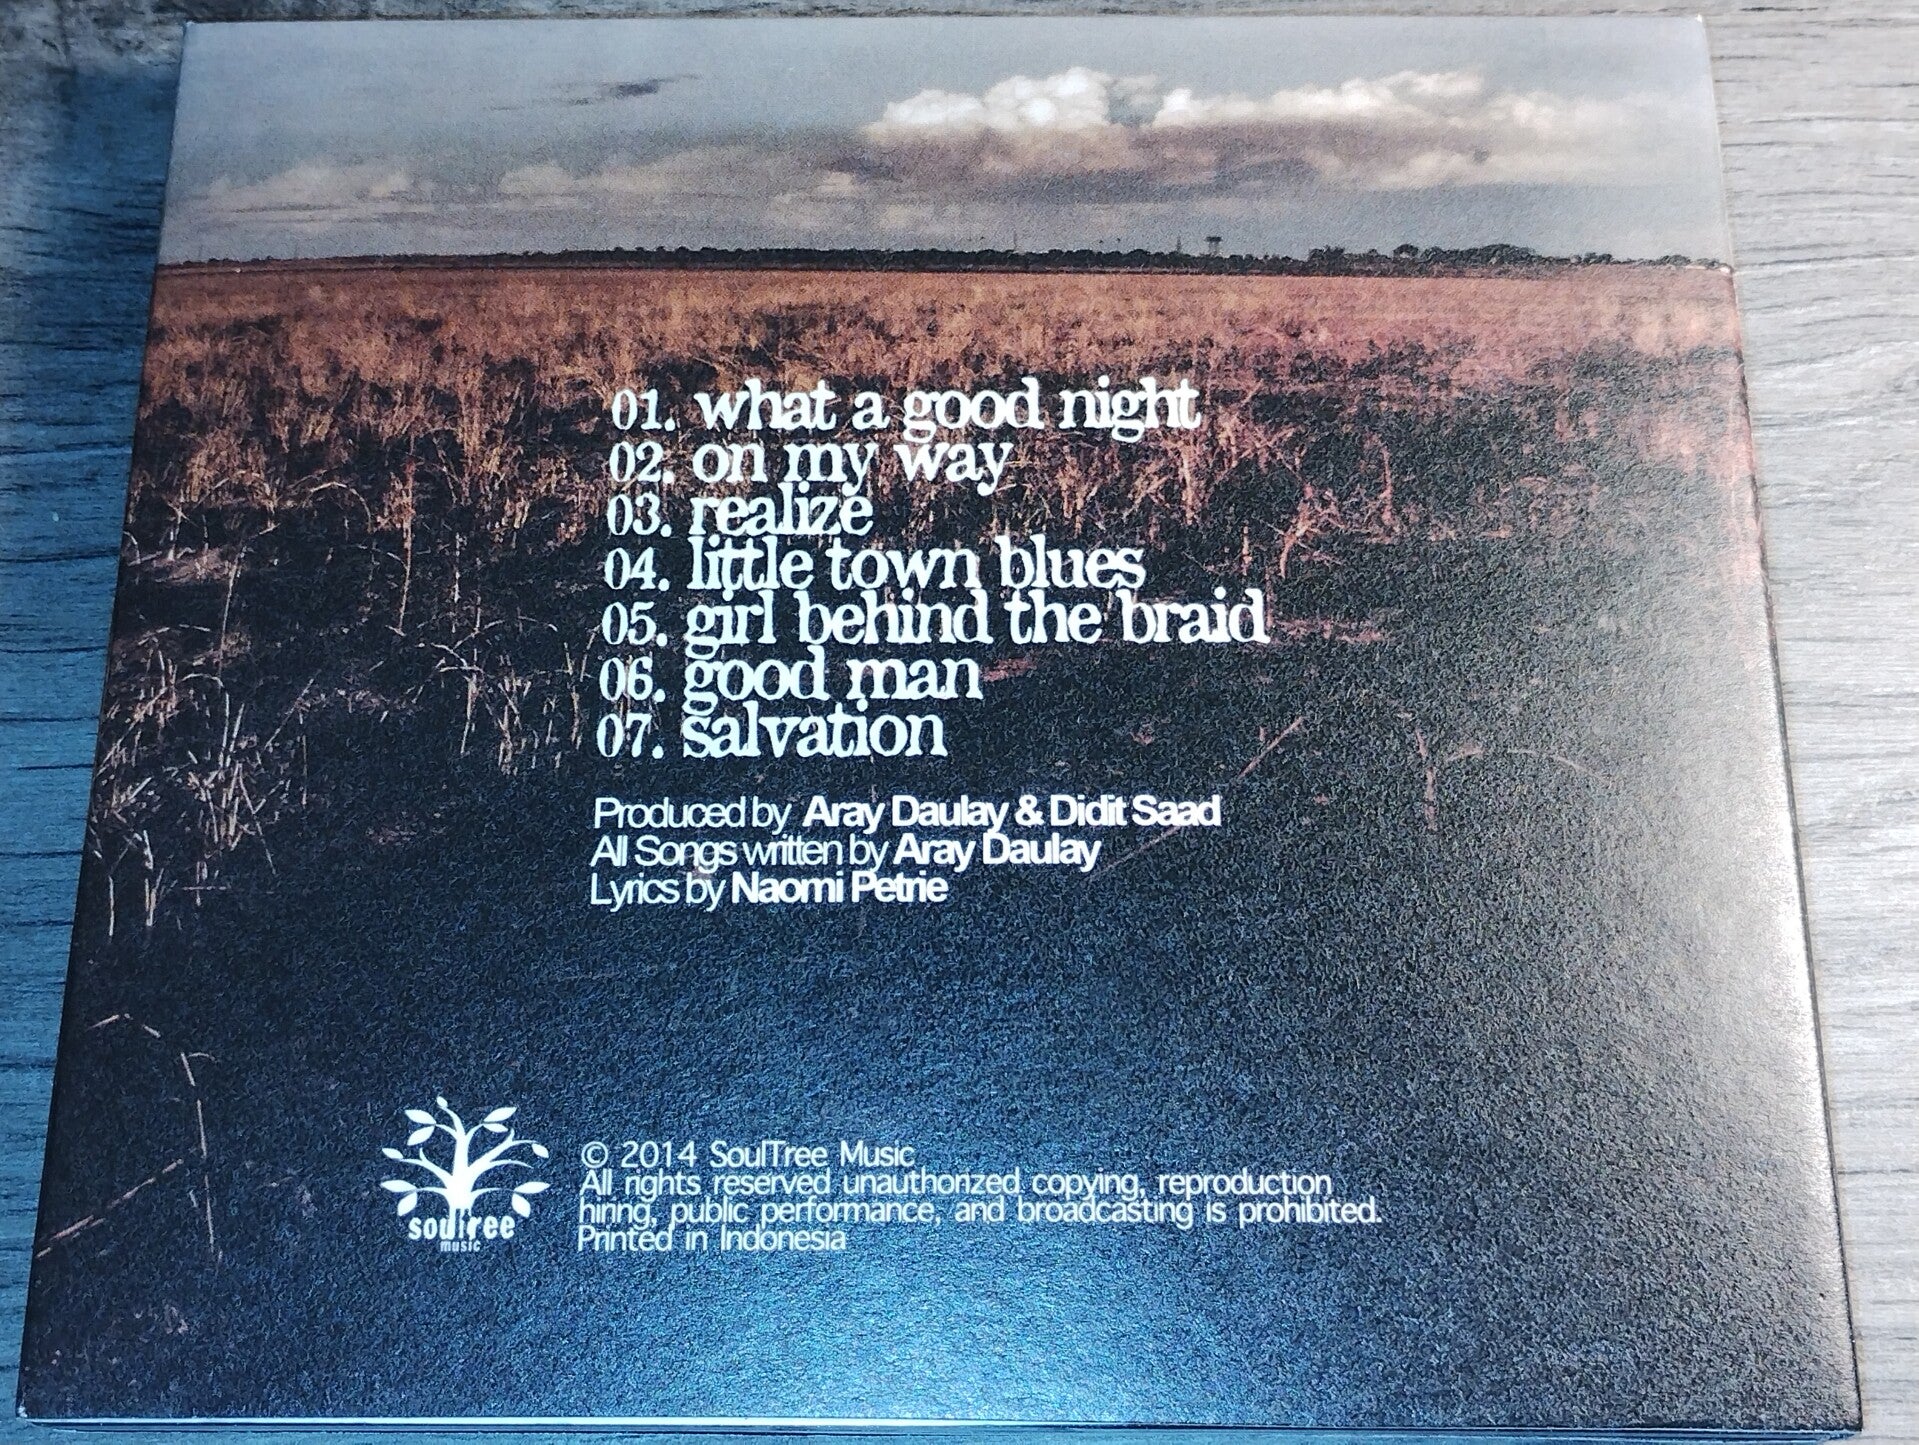 01. what a good night
02. on my way
03. realize
04. little town blues
05. girl behind the braid
06. good man
07. salvation
Produced by Aray Daulay & Didit Saad
All Songs written by Aray Daulay
Lyrics by Naomi Petrie
soultree
music
© 2014 SoulTree Music
All rights reserved unauthorized copying, reproduction
hiring, public performance, and broadcasting is prohibited.
Printed in Indonesia